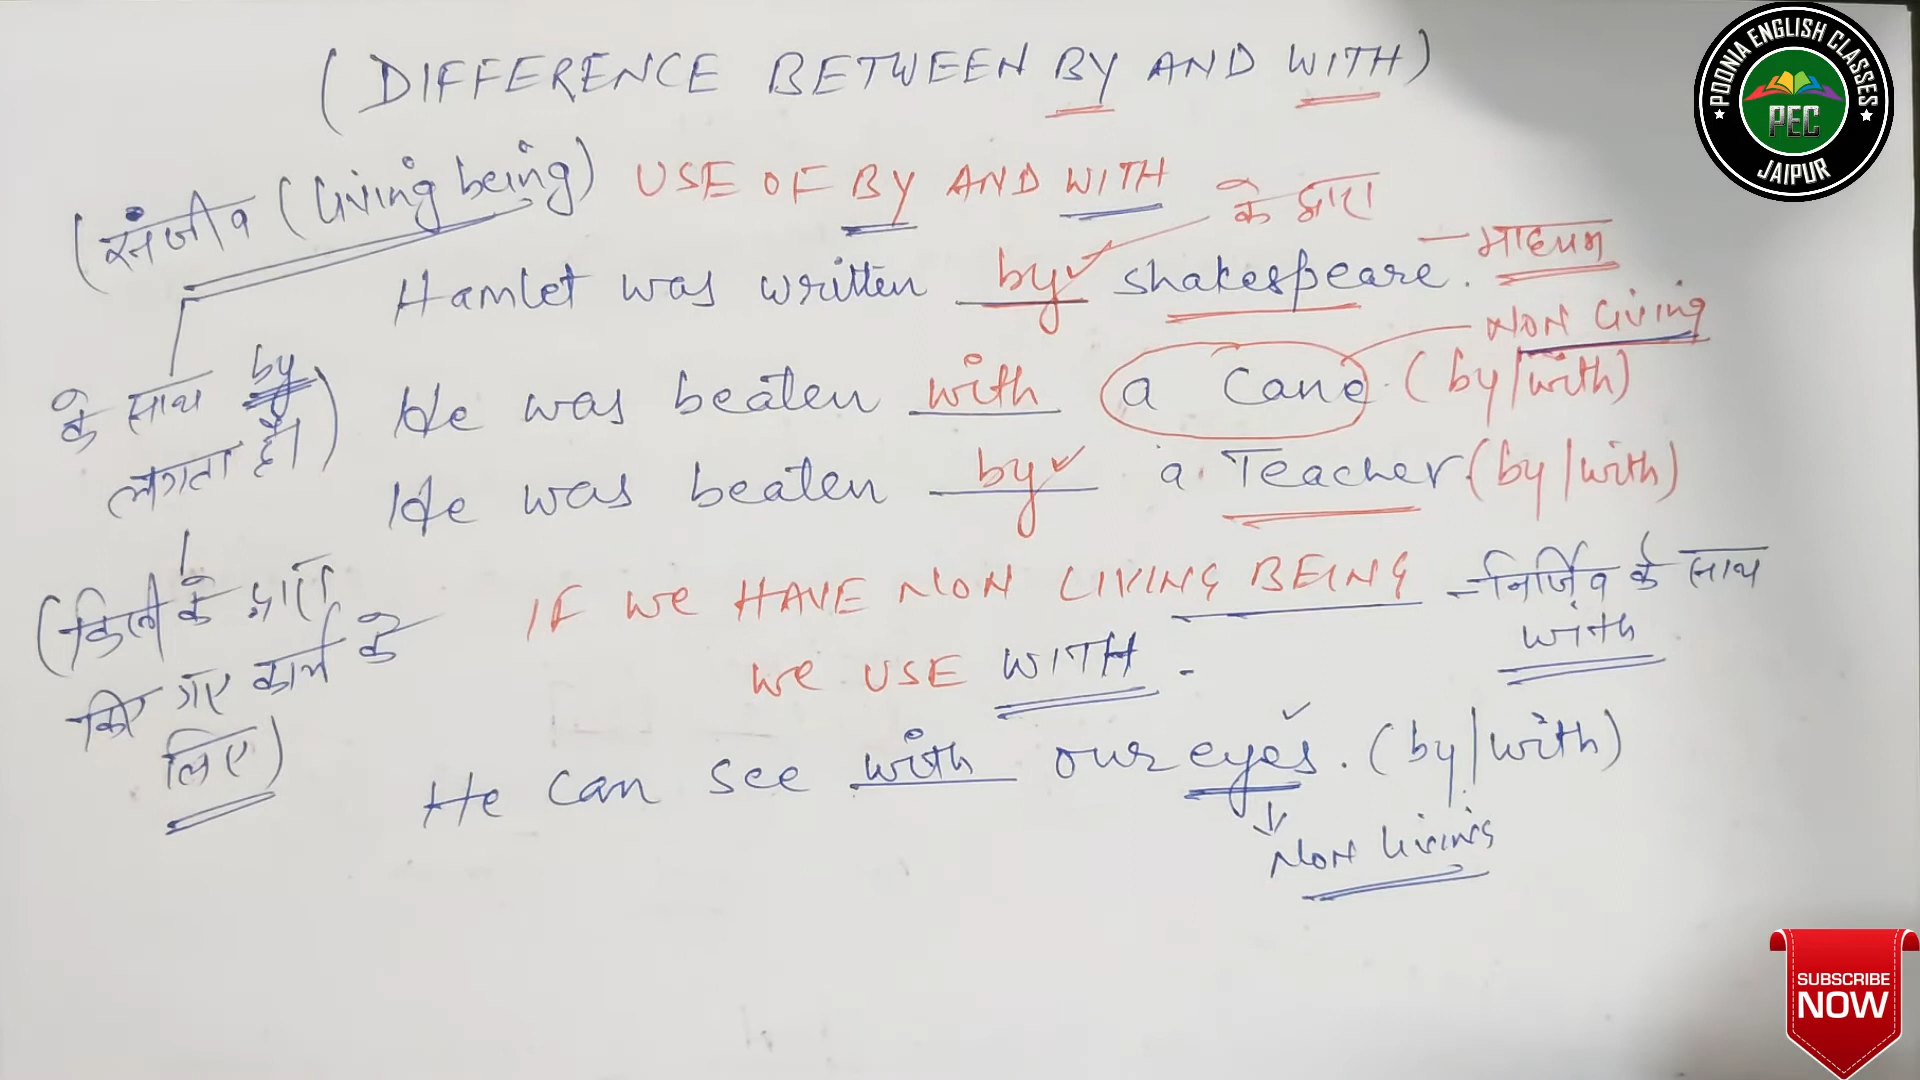 (DIFFERENCE BETWEEN BY AND WITH)
(सजीव (living being) USE OF BY AND WITH
के द्वारा
Hamlet was written by shakespeare. – माध्यम
Non living
के साथ by
लगता है।)
He was beaten with a cane. (by/with)
He was beaten by a Teacher (by/with)
(किसी के द्वारा
किए गए कार्य के
लिए)
IF WE HAVE NON LIVING BEING – निर्जिव के साथ
with
WE USE WITH -
He can see with our eyes. (by/with)
Non living
POONIA ENGLISH CLASSES
PEC
JAIPUR
SUBSCRIBE
NOW